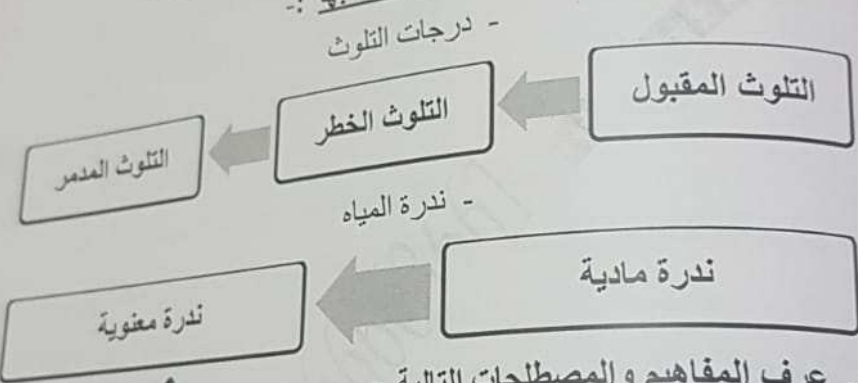 - درجات التلوث
التلوث المقبول
التلوث الخطر
التلوث المدمر
- ندرة المياه
ندرة مادية
ندرة معنوية
عرف المفاهيم والمصطلحات التالية